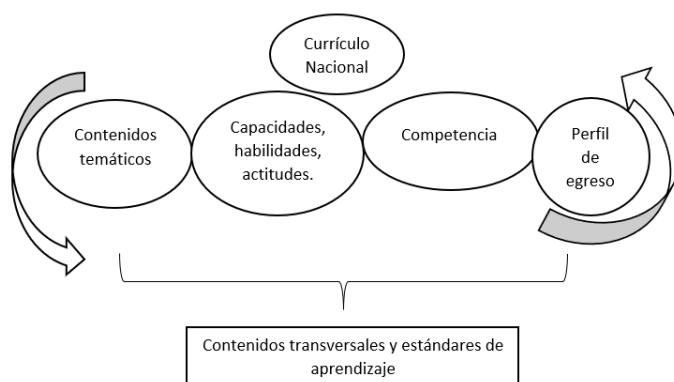 Currículo
Nacional
Contenidos
temáticos
Capacidades,
habilidades,
actitudes.
Competencia
Perfil
de
egreso
Contenidos transversales y estándares de
aprendizaje